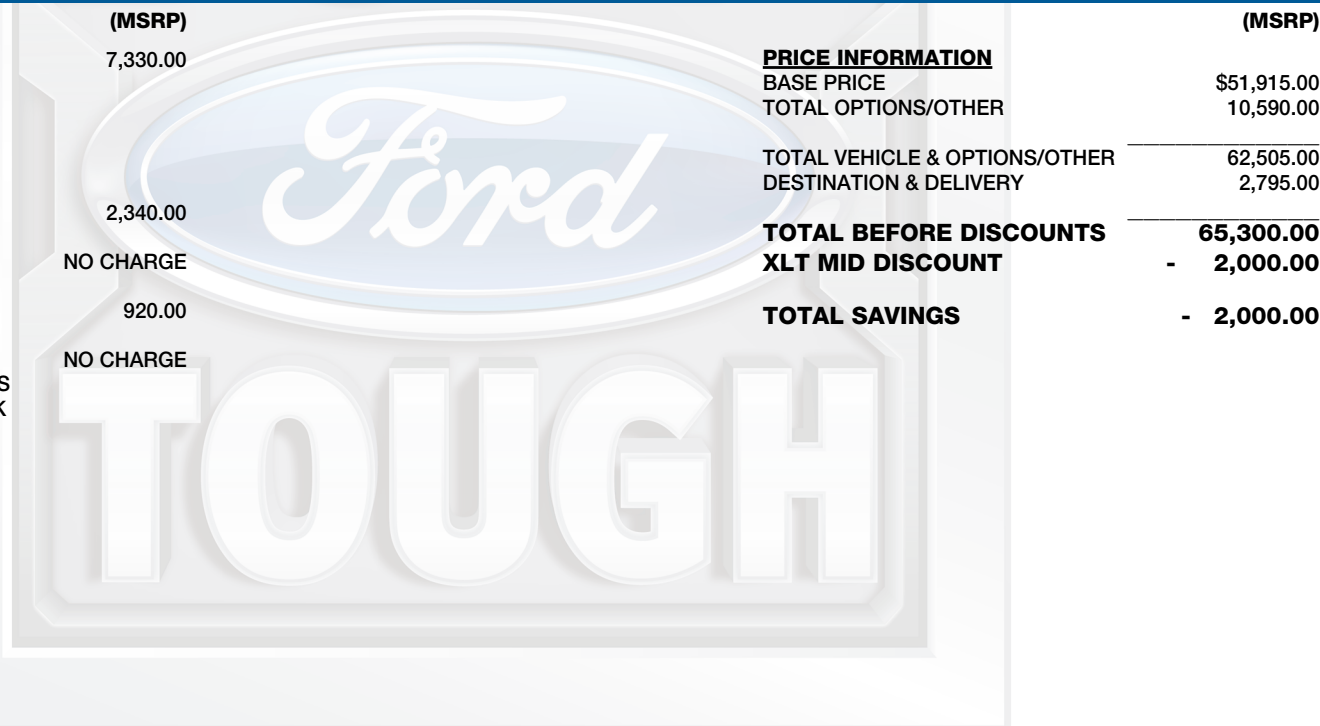 (MSRP)
7,330.00
2,340.00
NO CHARGE
920.00
NO CHARGE
S
K
(MSRP)
PRICE INFORMATION
BASE PRICE $51,915.00
TOTAL OPTIONS/OTHER 10,590.00
TOTAL VEHICLE & OPTIONS/OTHER 62,505.00
DESTINATION & DELIVERY 2,795.00
TOTAL BEFORE DISCOUNTS 65,300.00
XLT MID DISCOUNT - 2,000.00
TOTAL SAVINGS - 2,000.00
Ford
TOUGH